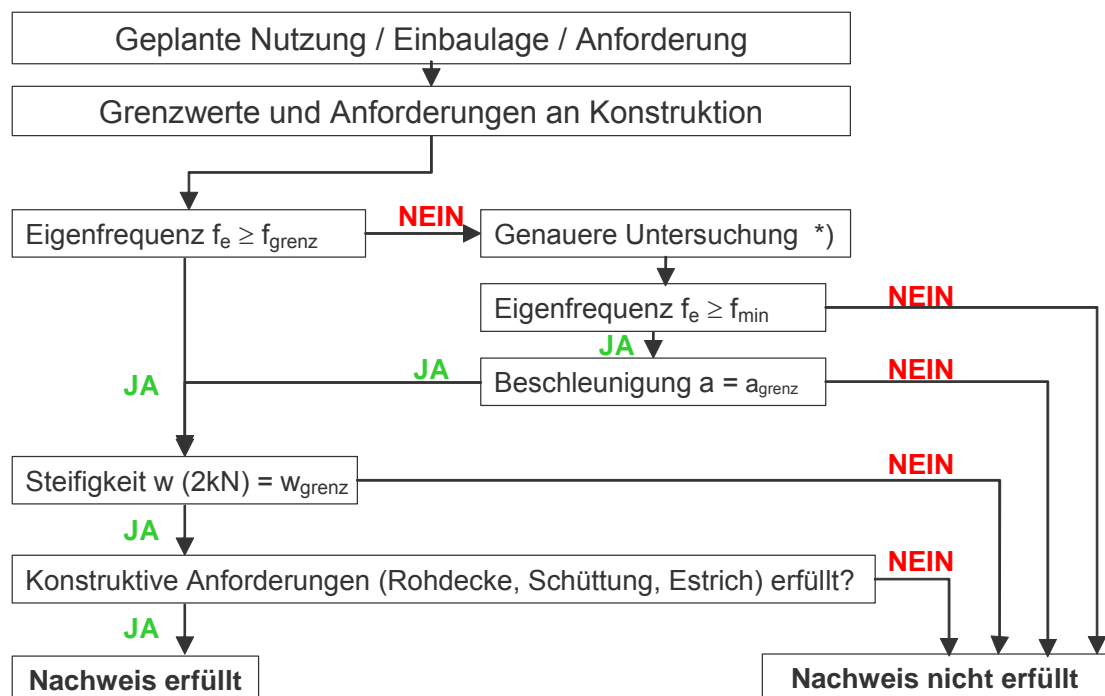 Geplante Nutzung / Einbaulage / Anforderung
Grenzwerte und Anforderungen an Konstruktion
Eigenfrequenz fe ≥ fgrenz
NEIN
Genauere Untersuchung *)
Eigenfrequenz fe ≥ fmin
NEIN
JA
JA
JA
Beschleunigung a = agrenz
NEIN
Steifigkeit w (2kN) = wgrenz
NEIN
JA
Konstruktive Anforderungen (Rohdecke, Schüttung, Estrich) erfüllt?
NEIN
JA
Nachweis erfüllt
Nachweis nicht erfüllt